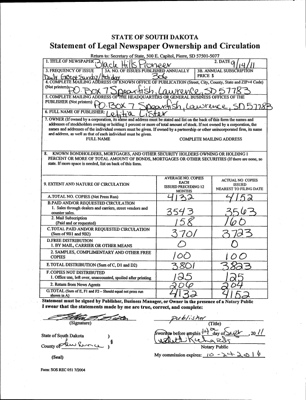 STATE OF SOUTH DAKOTA
Statement of Legal Newspaper Ownership and Circulation
Return to: Secretary of State, 500 E. Capitol, Pierre, SD 57501-5077
1. TITLE OF NEWSPAPER Black Hills Pioneer 2. DATE 9/14/11
3. FREQUENCY OF ISSUE 3A. NO. OF ISSUES PUBLISHED ANNUALLY 3B. ANNUAL SUBSCRIPTION PRICE $
Daily Except Sunday/Holidays
4. COMPLETE MAILING ADDRESS OF KNOWN OFFICE OF PUBLICATION (Street, City, County, State and ZIP+4 Code) (Not printers)
PO Box 7 Spearfish, Lawrence, SD 57783
5. COMPLETE MAILING ADDRESS OF THE HEADQUARTERS OR GENERAL BUSINESS OFFICES OF THE
PUBLISHER (Not printers) PO Box 7 Spearfish, Lawrence, SD 57783
6. FULL NAME OF PUBLISHER Letitia Lister
7. OWNER (If owned by a corporation, its name and address must be stated and list on the back of this form the names and
addresses of stockholders owning or holding 1 percent or more of total amount of stock. If not owned by a corporation, the
names and addresses of the individual owners must be given. If owned by a partnership or other unincorporated firm, its name
and address, as well as that of each individual must be given.
FULL NAME COMPLETE MAILING ADDRESS
8. KNOWN BONDHOLDERS, MORTGAGES, AND OTHER SECURITY HOLDERS OWNING OR HOLDING 1
PERCENT OR MORE OF TOTAL AMOUNT OF BONDS, MORTGAGES OR OTHER SECURITIES (If there are none, so
state. If more space is needed, list on back of this form.
9. EXTENT AND NATURE OF CIRCULATION AVERAGE NO. COPIES EACH ISSUED PRECEDING 12 MONTHS ACTUAL NO. COPIES ISSUED NEAREST TO FILING DATE
A. TOTAL NO. COPIES (Net Press Run) 4132 4152
B. PAID AND/OR REQUESTED CIRCULATION
1. Sales through dealers and carriers, street vendors and counter sales. 3543 3563
2. Mail Subscription (Paid and or requested) 158 160
C. TOTAL PAID AND/OR REQUESTED CIRCULATION (Sum of 9B1 and 9B2) 3701 3723
D. FREE DISTRIBUTION
1. BY MAIL, CARRIER OR OTHER MEANS 0 0
2. SAMPLES, COMPLIMENTARY AND OTHER FREE COPIES 100 100
E. TOTAL DISTRIBUTION (Sum of C, D1 and D2) 3801 3823
F. COPIES NOT DISTRIBUTED
1. Office use, left over, unaccounted, spoiled after printing 125 125
2. Return from News Agents 206 204
G. TOTAL (Sum of E, F1 and F2 – Should equal net press run shown in A) 4132 4152
Statement must be signed by Publisher, Business Manager, or Owner in the presence of a Notary Public
I swear that the statements made by me are true, correct, and complete:
publisher
(Signature) (Title)
State of South Dakota )
County of Lawrence )
(Seal)
before me this 14th day of Sept 2011
Notary Public
My commission expires:
Form: SOS REC 051 7/2004